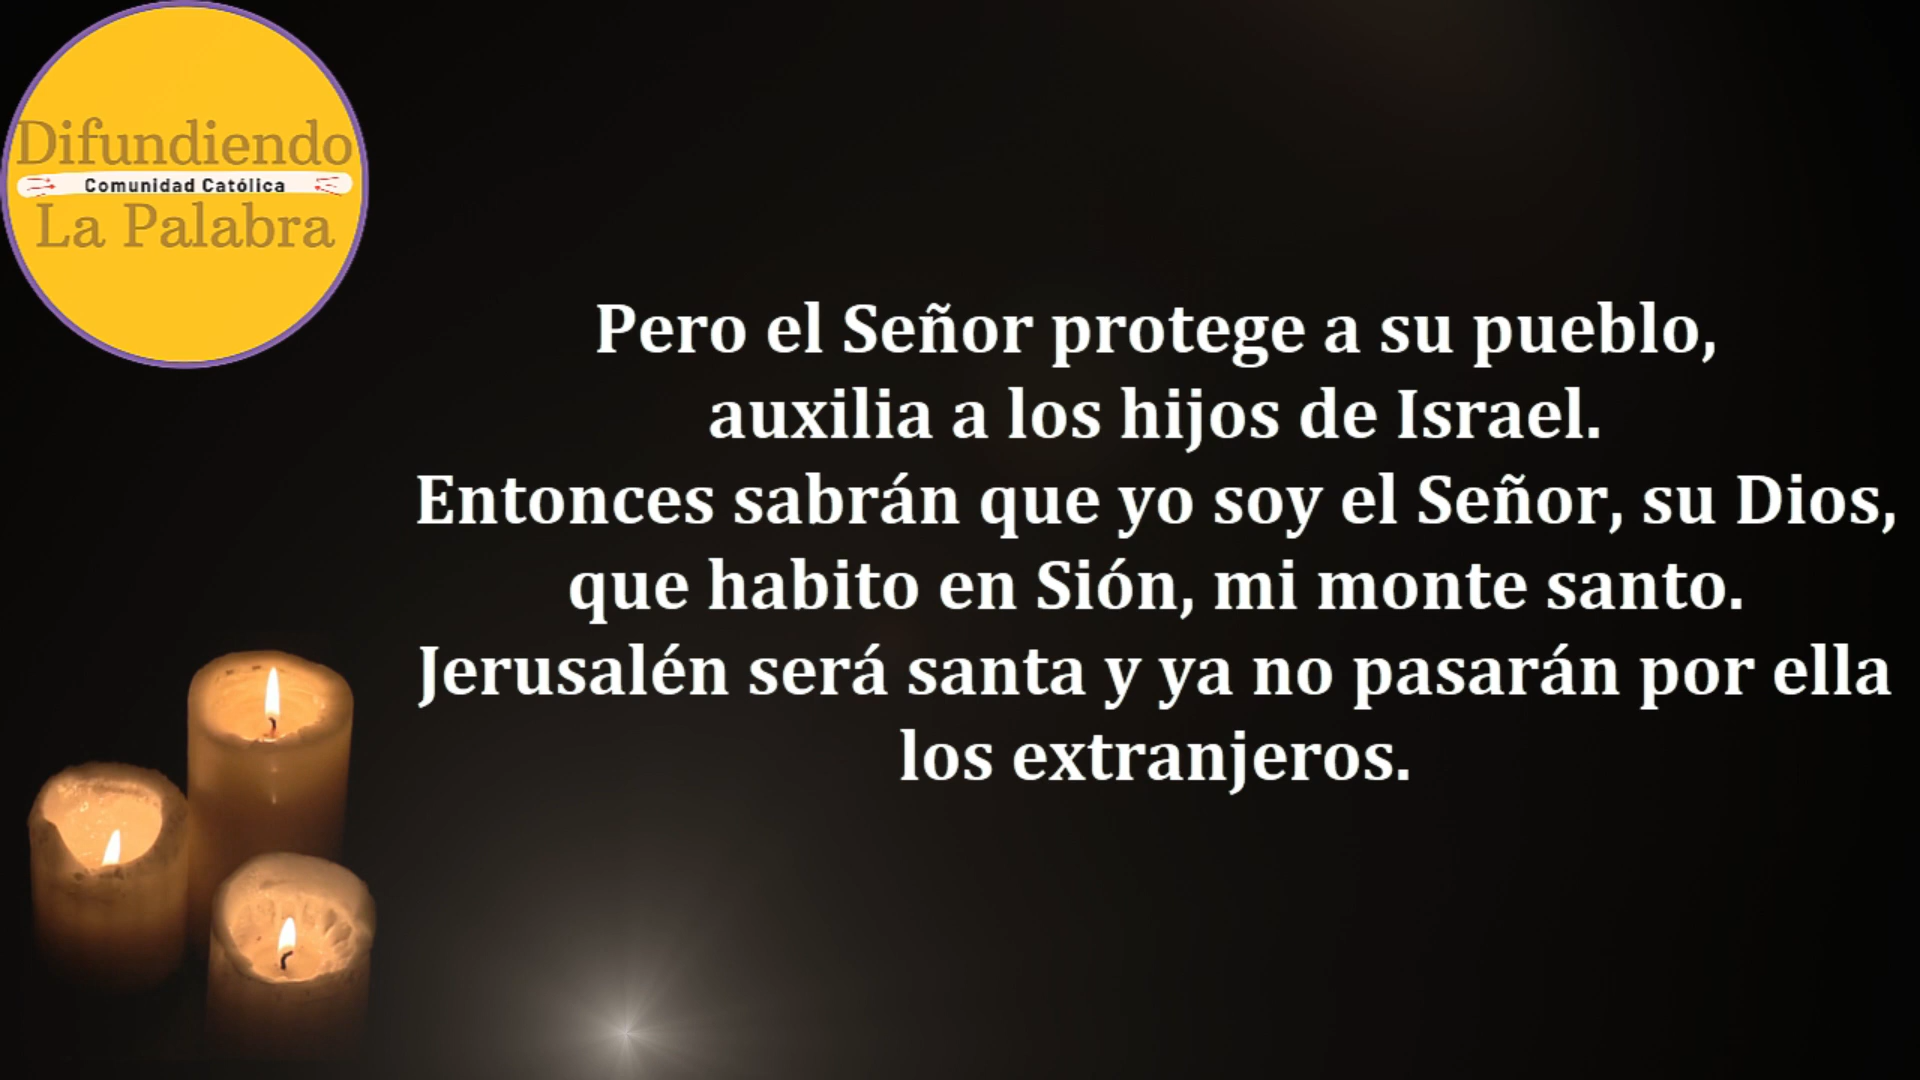 Difundiendo
Comunidad Católica
La Palabra
Pero el Señor protege a su pueblo,
auxilia a los hijos de Israel.
Entonces sabrán que yo soy el Señor, su Dios,
que habito en Sión, mi monte santo.
Jerusalén será santa y ya no pasarán por ella
los extranjeros.